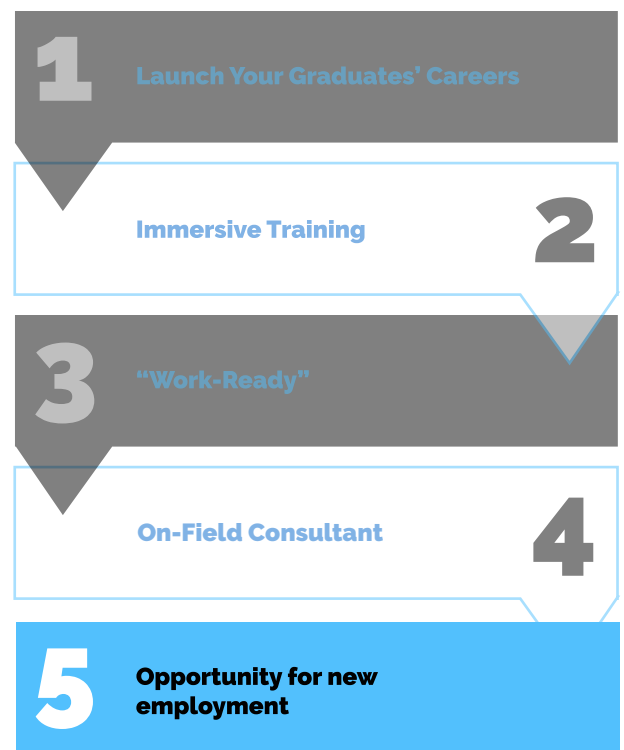 1
Launch Your Graduates’ Careers
Immersive Training
2
3
“Work-Ready”
On-Field Consultant
4
5
Opportunity for new
employment